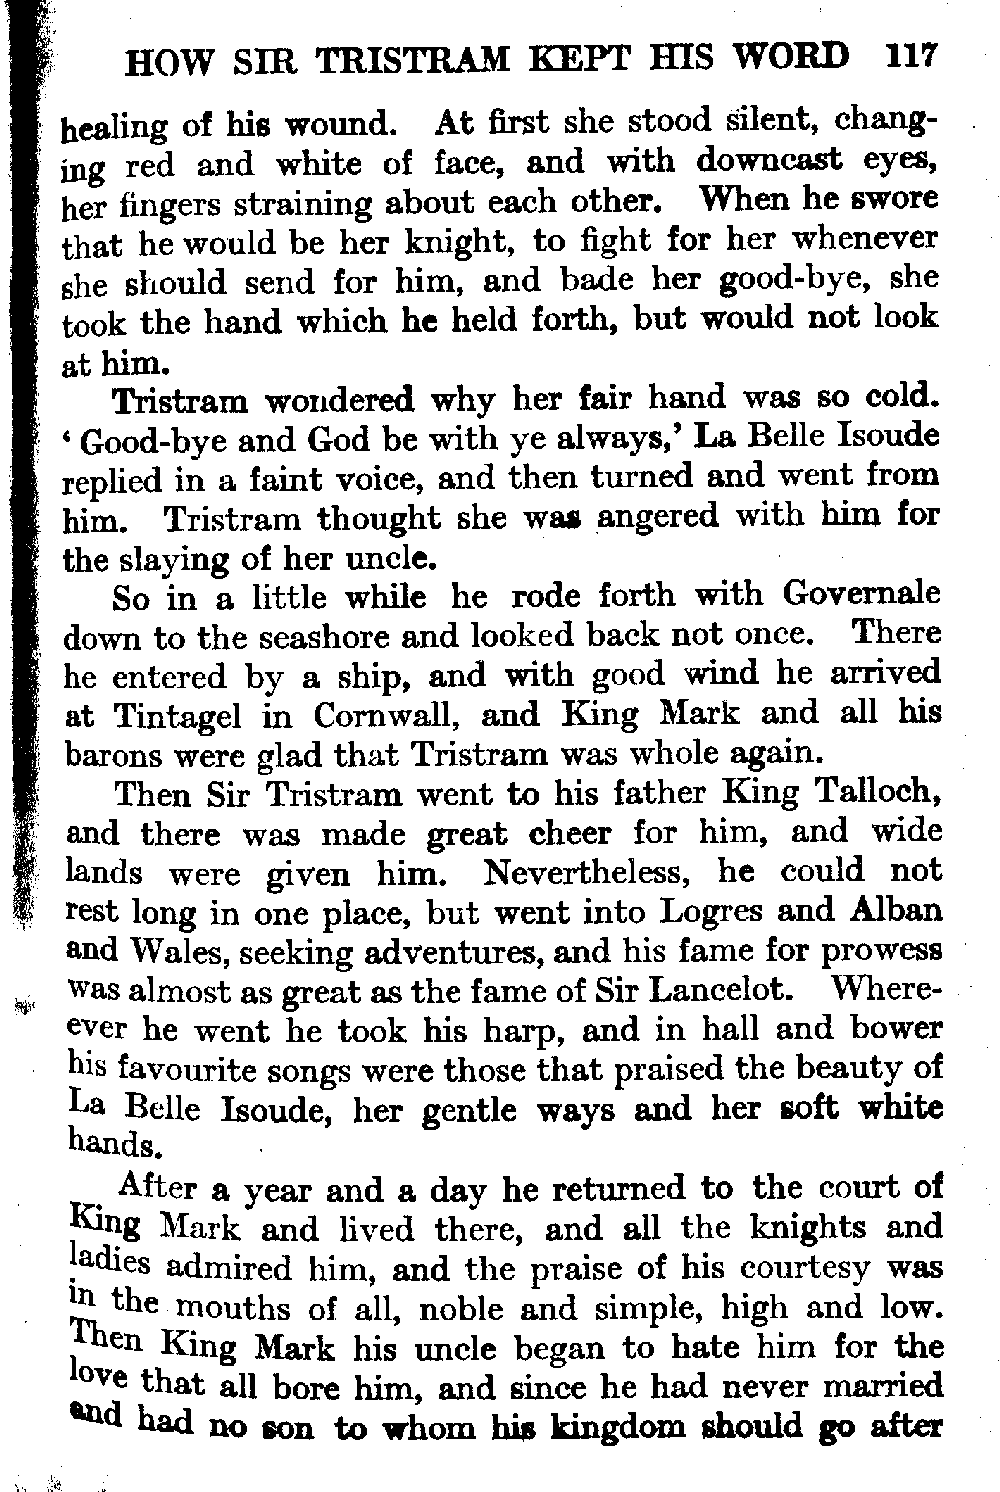 HOW SIR TRISTRAM KEPT HIS WORD 117
healing of his wound. At first she stood silent, chang-
ing red and white of face, and with downcast eyes,
her fingers straining about each other. When he swore
that he would be her knight, to fight for her whenever
she should send for him, and bade her good-bye, she
took the hand which he held forth, but would not look
at him.
Tristram wondered why her fair hand was so cold.
‘ Good-bye and God be with ye always,’ La Belle Isoude
replied in a faint voice, and then turned and went from
him. Tristram thought she was angered with him for
the slaying of her uncle.
So in a little while he rode forth with Governale
down to the seashore and looked back not once. There
he entered by a ship, and with good wind he arrived
at Tintagel in Cornwall, and King Mark and all his
barons were glad that Tristram was whole again.
Then Sir Tristram went to his father King Talloch,
and there was made great cheer for him, and wide
lands were given him. Nevertheless, he could not
rest long in one place, but went into Logres and Alban
and Wales, seeking adventures, and his fame for prowess
was almost as great as the fame of Sir Lancelot. Where-
ever he went he took his harp, and in hall and bower
his favourite songs were those that praised the beauty of
La Belle Isoude, her gentle ways and her soft white
hands.
After a year and a day he returned to the court of
King Mark and lived there, and all the knights and
ladies admired him, and the praise of his courtesy was
in the mouths of all, noble and simple, high and low.
Then King Mark his uncle began to hate him for the
love that all bore him, and since he had never married
and had no son to whom his kingdom should go after